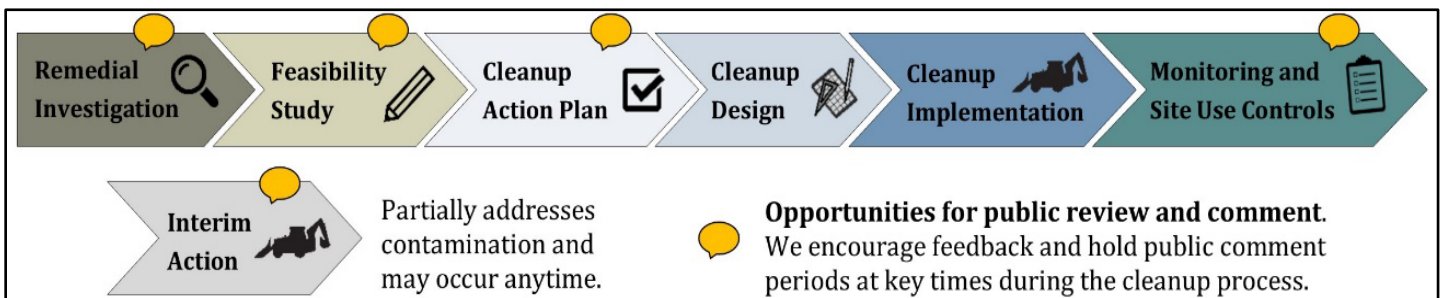 Remedial
Investigation
Feasibility
Study
Cleanup
Action Plan
Cleanup
Design
Cleanup
Implementation
Monitoring and
Site Use Controls
Interim
Action
Partially addresses
contamination and
may occur anytime.
Opportunities for public review and comment.
We encourage feedback and hold public comment
periods at key times during the cleanup process.